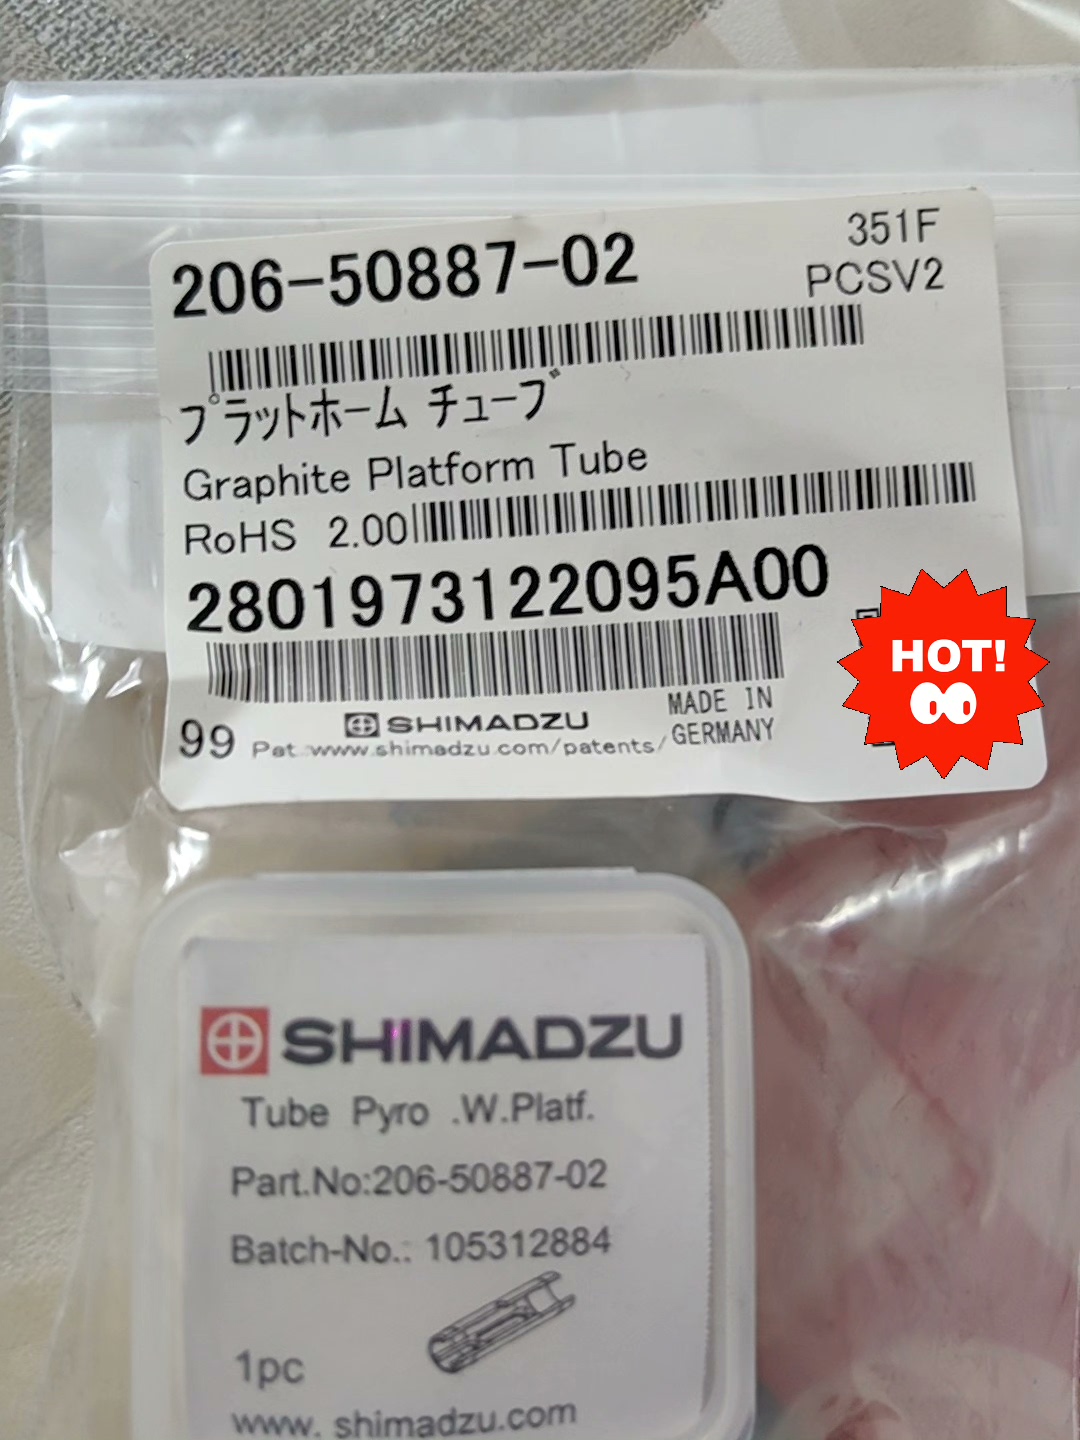 206-50887-02
351F
PCSV2
プラットホーム チューブ
Graphite Platform Tube
RoHS 2.00
2801973122095A00
HOT!
99
SHIMADZU
Pat. www.shimadzu.com/patents/
MADE IN
GERMANY
SHIMADZU
Tube Pyro .W.Platf.
Part.No:206-50887-02
Batch-No.: 105312884
1pc
www. shimadzu.com